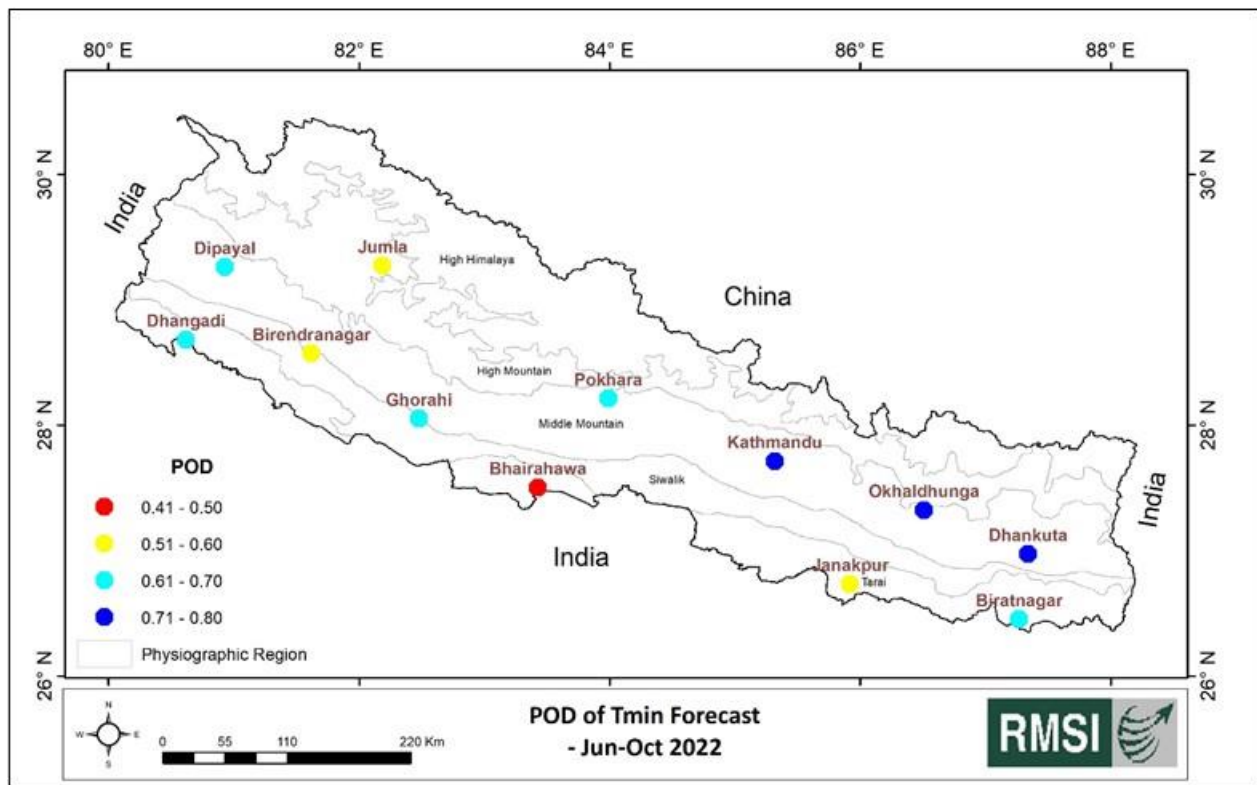 80° E 82° E 84° E 86° E 88° E
30° N
30° N
India
Dipayal
Jumla
High Himalaya
China
Dhangadi
Birendranagar
High Mountain
Pokhara
28° N
28° N
Ghorahi
Middle Mountain
Kathmandu
POD
Bhairahawa
Siwalik
Okhaldhunga
India
0.41 - 0.50
0.51 - 0.60
0.61 - 0.70
0.71 - 0.80
Dhankuta
India
Janakpur
Tarai
Biratnagar
Physiographic Region
26° N
26° N
N
W E
S
0 55 110 220 Km
POD of Tmin Forecast
- Jun-Oct 2022
RMSI